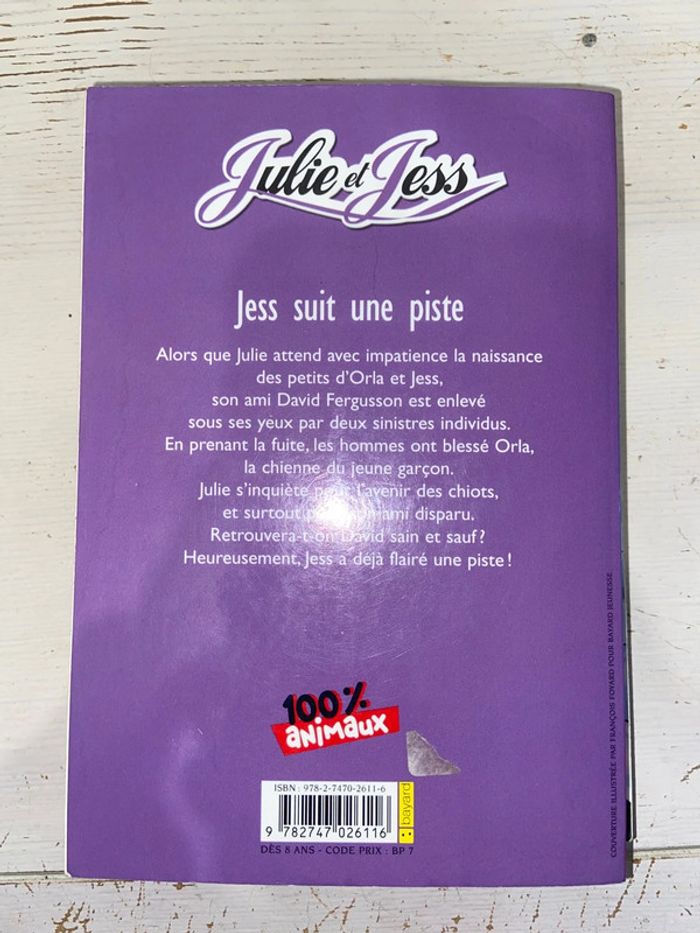 Julie et Jess
Jess suit une piste
Alors que Julie attend avec impatience la naissance
des petits d'Orla et Jess,
son ami David Fergusson est enlevé
sous ses yeux par deux sinistres individus.
En prenant la fuite, les hommes ont blessé Orla,
la chienne du jeune garçon.
Julie s'inquiète pour l'avenir des chiots,
et surtout ami disparu.
Retrouvera-t-on David sain et sauf ?
Heureusement, Jess a déjà flairé une piste !
100%
animaux
ISBN : 978-2-7470-2611-6
bayard
9 782747 026116
DÈS 8 ANS - CODE PRIX : BP 7
COUVERTURE ILLUSTRÉE PAR FRANÇOIS FOYARD POUR BAYARD JEUNESSE